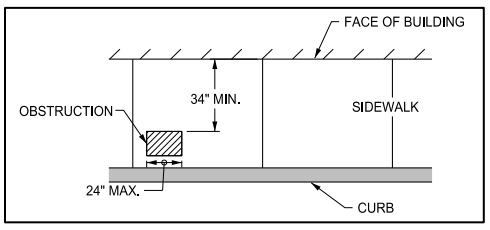 FACE OF BUILDING
34" MIN.
OBSTRUCTION
SIDEWALK
24" MAX.
CURB